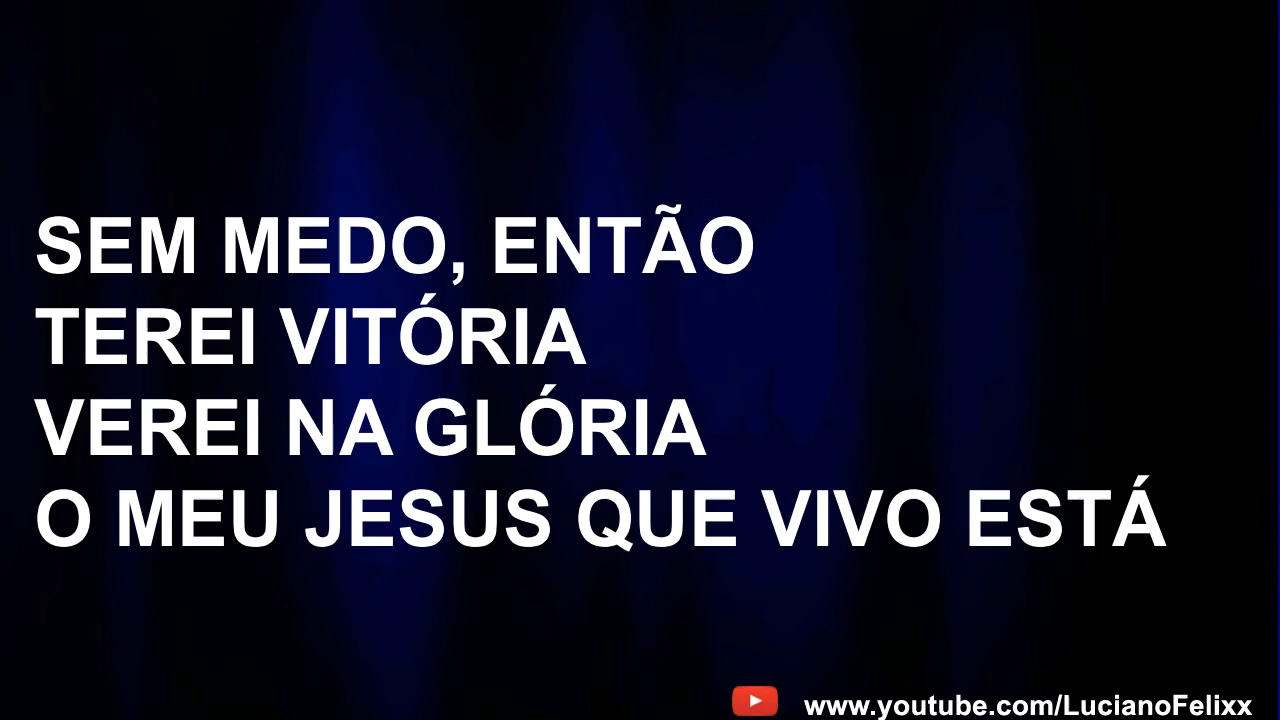 SEM MEDO, ENTÃO
TEREI VITÓRIA
VEREI NA GLÓRIA
O MEU JESUS QUE VIVO ESTÁ
www.youtube.com/LucianoFelixx